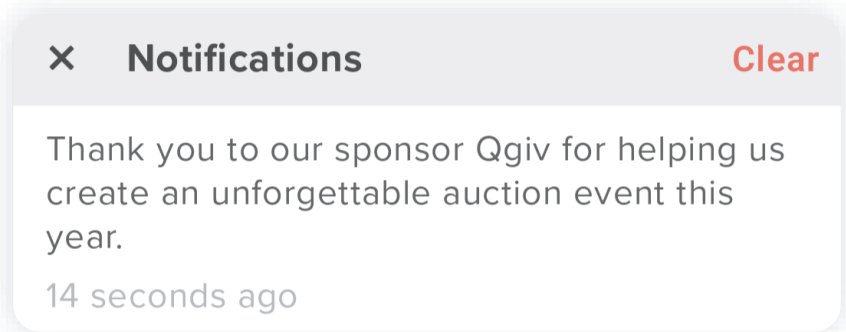 × Notifications Clear
Thank you to our sponsor Qgiv for helping us
create an unforgettable auction event this
year.
14 seconds ago